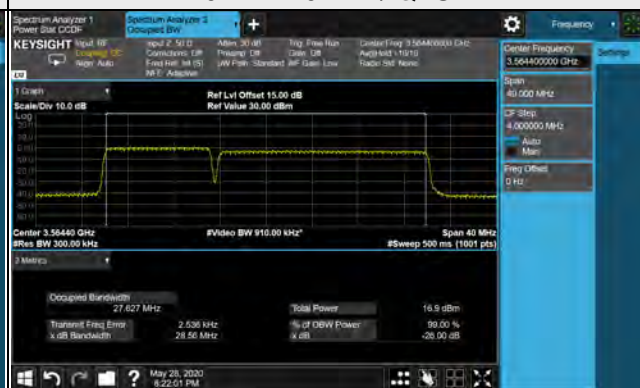 Spectrum Analyzer 1
Power Stat CCDF
Spectrum Analyzer 2
Occupied BW
+
Frequency
KEYSIGHT Input: RF
Coupling: DC
Align: Auto
Input Z: 50 Ω
Corrections: Off
Freq Ref: Int (S)
NFE: Adaptive
Atten: 30 dB
Preamp: Off
µW Path: Standard
Trig: Free Run
Gate: Off
#IF Gain: Low
Center Freq: 3.564400000 GHz
Avg|Hold: >10/10
Radio Std: None
Center Frequency
3.564400000 GHz
Settings
Span
40.000 MHz
CF Step
4.000000 MHz
Auto
Man
Freq Offset
0 Hz
1 Graph
Scale/Div 10.0 dB
Ref Lvl Offset 15.00 dB
Ref Value 30.00 dBm
Log
Center 3.56440 GHz
#Res BW 300.00 kHz
#Video BW 910.00 kHz*
Span 40 MHz
#Sweep 500 ms (1001 pts)
2 Metrics
Occupied Bandwidth
27.627 MHz
Total Power
16.9 dBm
Transmit Freq Error
2.536 kHz
% of OBW Power
99.00 %
x dB Bandwidth
28.56 MHz
x dB
-26.00 dB
?
May 28, 2020
8:22:01 PM